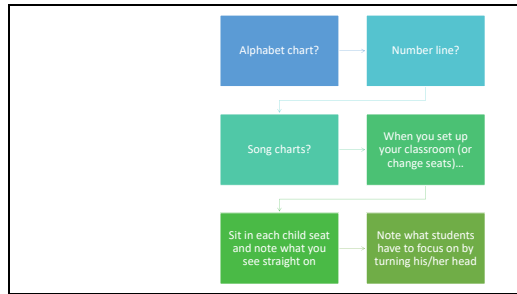 Alphabet chart?
Number line?
Song charts?
When you set up
your classroom (or
change seats)…
Sit in each child seat
and note what you
see straight on
Note what students
have to focus on by
turning his/her head